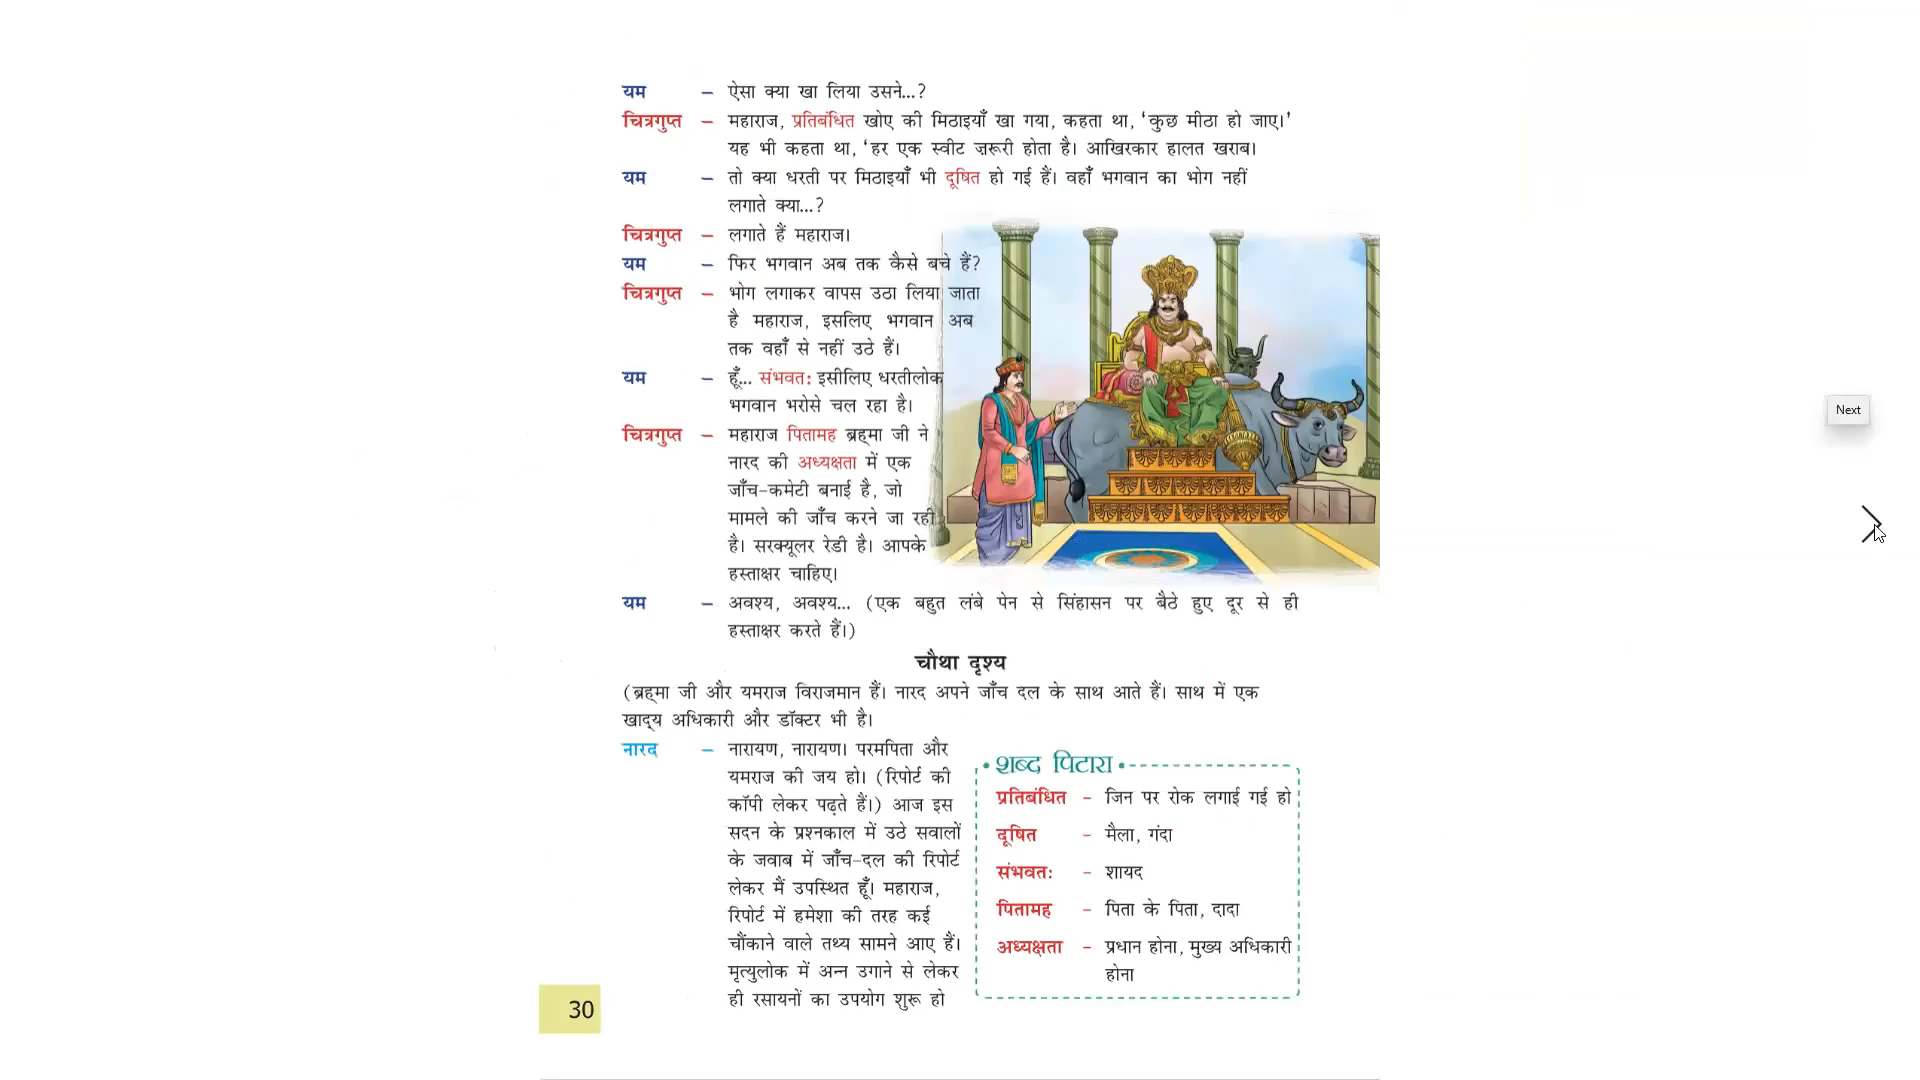 यम – ऐसा क्या खा लिया उसने...?
चित्रगुप्त – महाराज, प्रतिबंधित खोए की मिठाइयाँ खा गया, कहता था, ‘कुछ मीठा हो जाए।’
यह भी कहता था, ‘हर एक स्वीट ज़रूरी होता है। आखिरकार हालत खराब।
यम – तो क्या धरती पर मिठाइयाँ भी दूषित हो गई हैं। वहाँ भगवान का भोग नहीं
लगाते क्या...?
चित्रगुप्त – लगाते हैं महाराज।
यम – फिर भगवान अब तक कैसे बचे हैं?
चित्रगुप्त – भोग लगाकर वापस उठा लिया जाता
है महाराज, इसलिए भगवान अब
तक वहाँ से नहीं उठे हैं।
यम – हूँ... संभवतः इसीलिए धरतीलोक
भगवान भरोसे चल रहा है।
चित्रगुप्त – महाराज पितामह ब्रह्मा जी ने
नारद की अध्यक्षता में एक
जाँच-कमेटी बनाई है, जो
मामले की जाँच करने जा रही
है। सरक्यूलर रेडी है। आपके
हस्ताक्षर चाहिए।
यम – अवश्य, अवश्य... (एक बहुत लंबे पेन से सिंहासन पर बैठे हुए दूर से ही
हस्ताक्षर करते हैं।)
चौथा दृश्य
(ब्रह्मा जी और यमराज विराजमान हैं। नारद अपने जाँच दल के साथ आते हैं। साथ में एक
खाद्य अधिकारी और डॉक्टर भी है।
नारद – नारायण, नारायण। परमपिता और
यमराज की जय हो। (रिपोर्ट की
कॉपी लेकर पढ़ते हैं।) आज इस
सदन के प्रश्नकाल में उठे सवालों
के जवाब में जाँच-दल की रिपोर्ट
लेकर मैं उपस्थित हूँ। महाराज,
रिपोर्ट में हमेशा की तरह कई
चौंकाने वाले तथ्य सामने आए हैं।
मृत्युलोक में अन्न उगाने से लेकर
ही रसायनों का उपयोग शुरू हो
शब्द पिटारा
प्रतिबंधित – जिन पर रोक लगाई गई हो
दूषित – मैला, गंदा
संभवतः – शायद
पितामह – पिता के पिता, दादा
अध्यक्षता – प्रधान होना, मुख्य अधिकारी
होना
30
Next